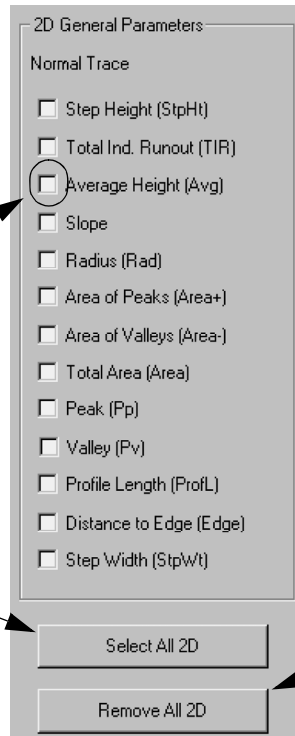 2D General Parameters
Normal Trace
Step Height (StpHt)
Total Ind. Runout (TIR)
Average Height (Avg)
Slope
Radius (Rad)
Area of Peaks (Area+)
Area of Valleys (Area-)
Total Area (Area)
Peak (Pp)
Valley (Pv)
Profile Length (ProfL)
Distance to Edge (Edge)
Step Width (StpWt)
Select All 2D
Remove All 2D